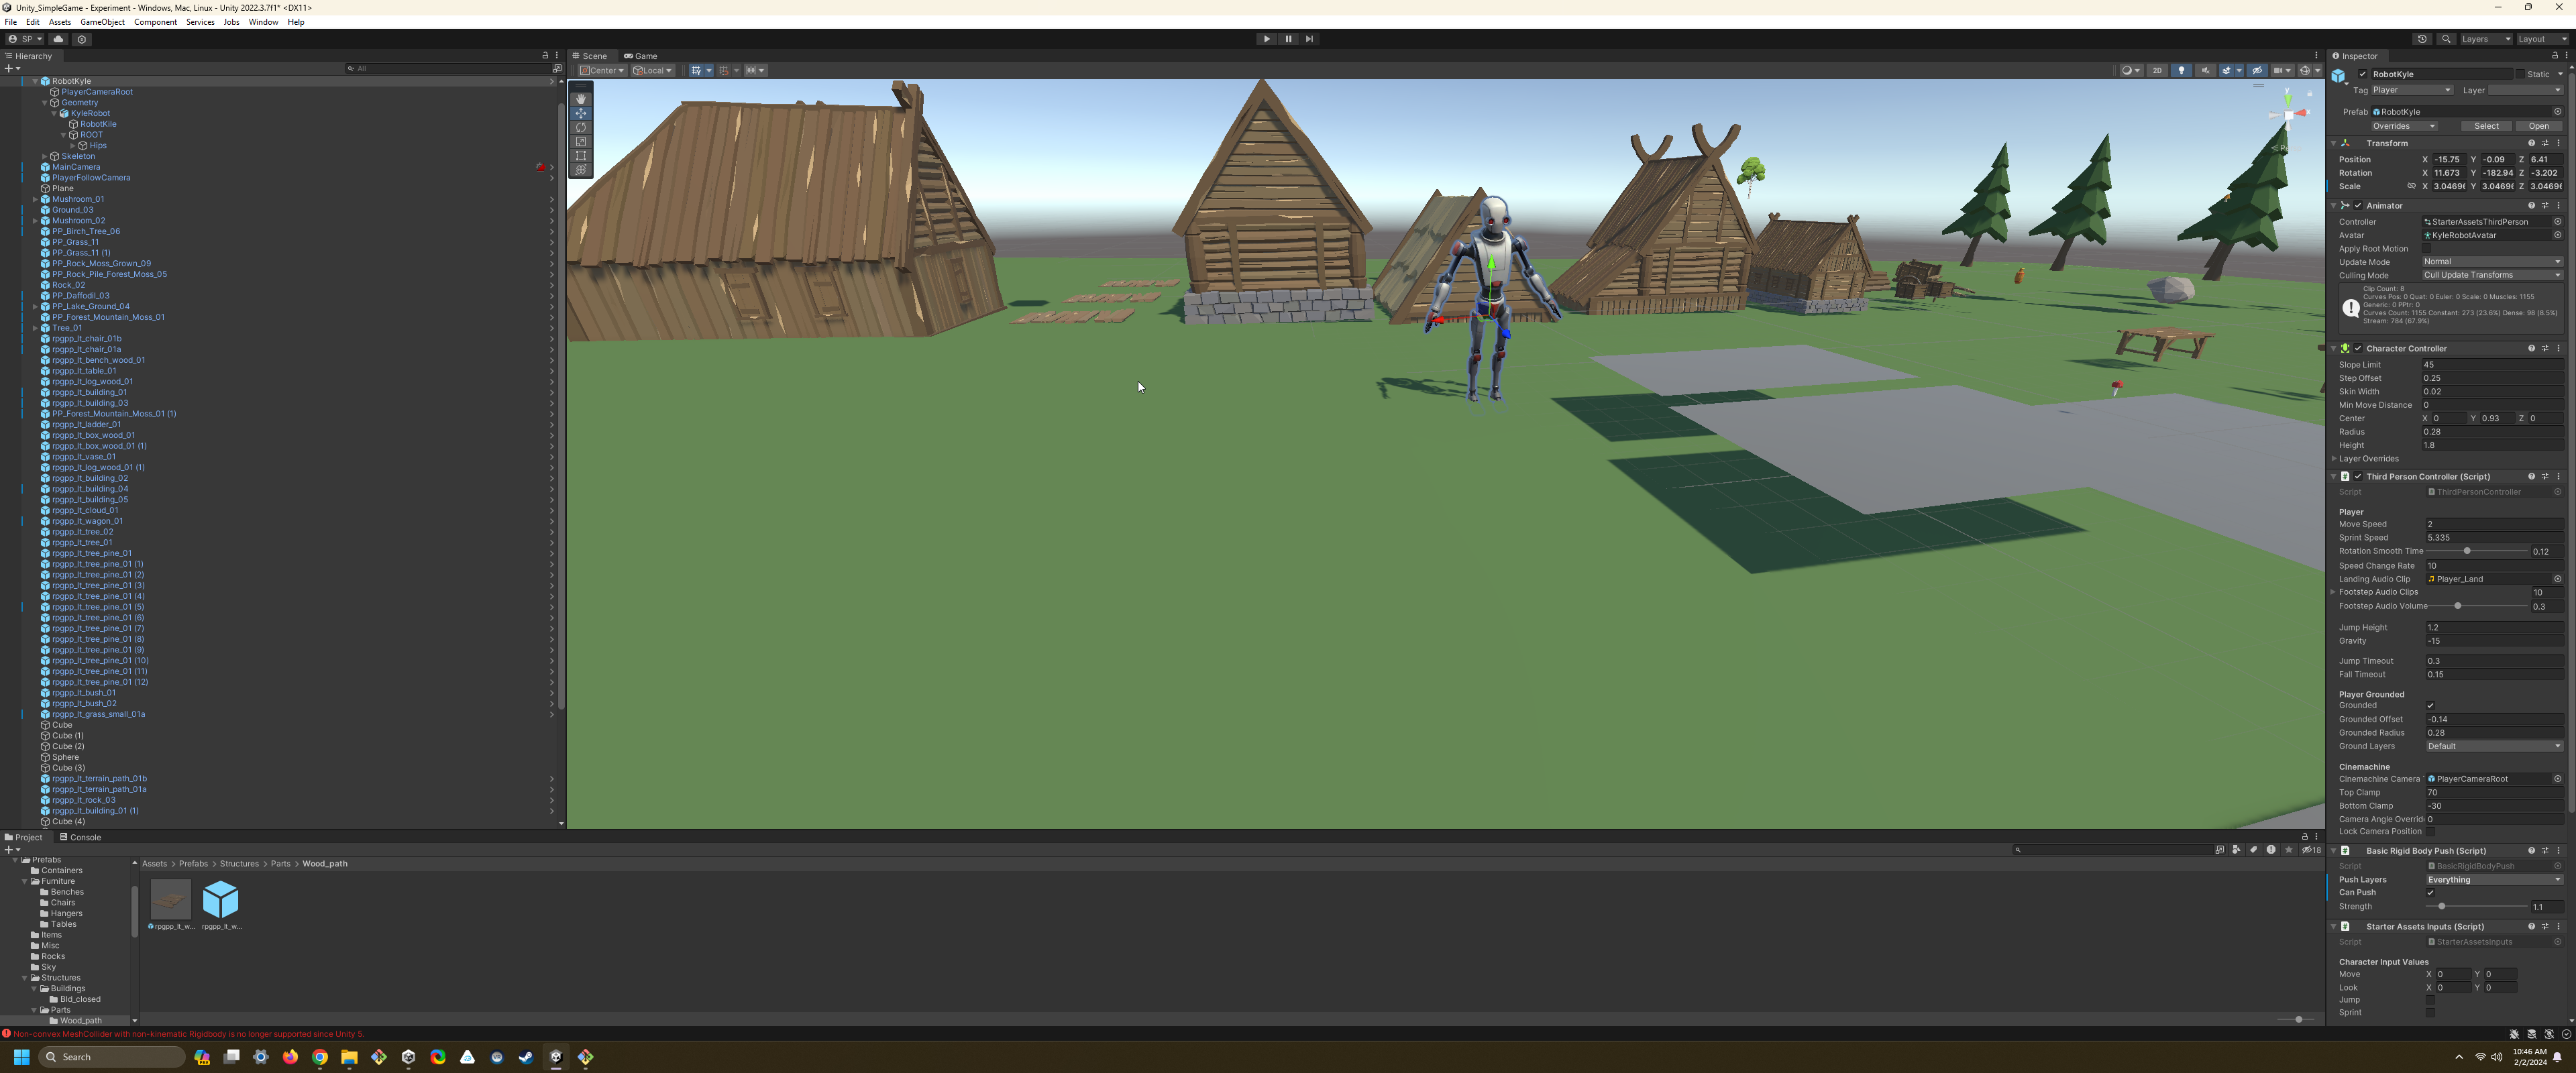 Unity_SimpleGame - Experiment - Windows, Mac, Linux - Unity 2022.3.7f1* <DX11>
File Edit Assets GameObject Component Services Jobs Window Help
SP
Layers Layout
Hierarchy
All
RobotKyle
PlayerCameraRoot
Geometry
KyleRobot
RobotKile
ROOT
Hips
Skeleton
MainCamera
PlayerFollowCamera
Plane
Mushroom_01
Ground_03
Mushroom_02
PP_Birch_Tree_06
PP_Grass_11
PP_Grass_11 (1)
PP_Rock_Moss_Grown_09
PP_Rock_Pile_Forest_Moss_05
Rock_02
PP_Daffodil_03
PP_Lake_Ground_04
PP_Forest_Mountain_Moss_01
Tree_01
rpgpp_lt_chair_01b
rpgpp_lt_chair_01a
rpgpp_lt_bench_wood_01
rpgpp_lt_table_01
rpgpp_lt_log_wood_01
rpgpp_lt_building_01
rpgpp_lt_building_03
PP_Forest_Mountain_Moss_01 (1)
rpgpp_lt_ladder_01
rpgpp_lt_box_wood_01
rpgpp_lt_box_wood_01 (1)
rpgpp_lt_vase_01
rpgpp_lt_log_wood_01 (1)
rpgpp_lt_building_02
rpgpp_lt_building_04
rpgpp_lt_building_05
rpgpp_lt_cloud_01
rpgpp_lt_wagon_01
rpgpp_lt_tree_02
rpgpp_lt_tree_01
rpgpp_lt_tree_pine_01
rpgpp_lt_tree_pine_01 (1)
rpgpp_lt_tree_pine_01 (2)
rpgpp_lt_tree_pine_01 (3)
rpgpp_lt_tree_pine_01 (4)
rpgpp_lt_tree_pine_01 (5)
rpgpp_lt_tree_pine_01 (6)
rpgpp_lt_tree_pine_01 (7)
rpgpp_lt_tree_pine_01 (8)
rpgpp_lt_tree_pine_01 (9)
rpgpp_lt_tree_pine_01 (10)
rpgpp_lt_tree_pine_01 (11)
rpgpp_lt_tree_pine_01 (12)
rpgpp_lt_bush_01
rpgpp_lt_bush_02
rpgpp_lt_grass_small_01a
Cube
Cube (1)
Cube (2)
Sphere
Cube (3)
rpgpp_lt_terrain_path_01b
rpgpp_lt_terrain_path_01a
rpgpp_lt_rock_03
rpgpp_lt_building_01 (1)
Cube (4)
Scene Game
Center Local
2D
y
Inspector
RobotKyle Static
Tag Player Layer
Prefab RobotKyle
Overrides Select Open
Transform
Position X -15.75 Y -0.09 Z 6.41
Rotation X 11.673 Y -182.94 Z -3.202
Scale X 3.0469 Y 3.0469 Z 3.0469
Animator
Controller StarterAssetsThirdPerson
Avatar KyleRobotAvatar
Apply Root Motion
Update Mode Normal
Culling Mode Cull Update Transforms
Clip Count: 8
Curves Pos: 0 Quat: 0 Euler: 0 Scale: 0 Muscles: 1155
Generic: 0 PPtr: 0
Curves Count: 1155 Constant: 273 (23.6%) Dense: 98 (8.5%)
Stream: 784 (67.9%)
Character Controller
Slope Limit 45
Step Offset 0.25
Skin Width 0.02
Min Move Distance 0
Center X 0 Y 0.93 Z 0
Radius 0.28
Height 1.8
Layer Overrides
Third Person Controller (Script)
Script ThirdPersonController
Player
Move Speed 2
Sprint Speed 5.335
Rotation Smooth Time 0.12
Speed Change Rate 10
Landing Audio Clip Player_Land
Footstep Audio Clips 10
Footstep Audio Volume 0.3
Jump Height 1.2
Gravity -15
Jump Timeout 0.3
Fall Timeout 0.15
Player Grounded
Grounded
Grounded Offset -0.14
Grounded Radius 0.28
Ground Layers Default
Cinemachine
Cinemachine Camera PlayerCameraRoot
Top Clamp 70
Bottom Clamp -30
Camera Angle Overrid 0
Lock Camera Position
Basic Rigid Body Push (Script)
Script BasicRigidBodyPush
Push Layers Everything
Can Push
Strength 1.1
Starter Assets Inputs (Script)
Script StarterAssetsInputs
Character Input Values
Move X 0 Y 0
Look X 0 Y 0
Jump
Sprint
Project Console
18
Prefabs
Containers
Furniture
Benches
Chairs
Hangers
Tables
Items
Misc
Rocks
Sky
Structures
Buildings
Bld_closed
Parts
Wood_path
Assets > Prefabs > Structures > Parts > Wood_path
rpgpp_lt_w... rpgpp_lt_w...
Non-convex MeshCollider with non-kinematic Rigidbody is no longer supported since Unity 5.
Search
10:46 AM
2/2/2024